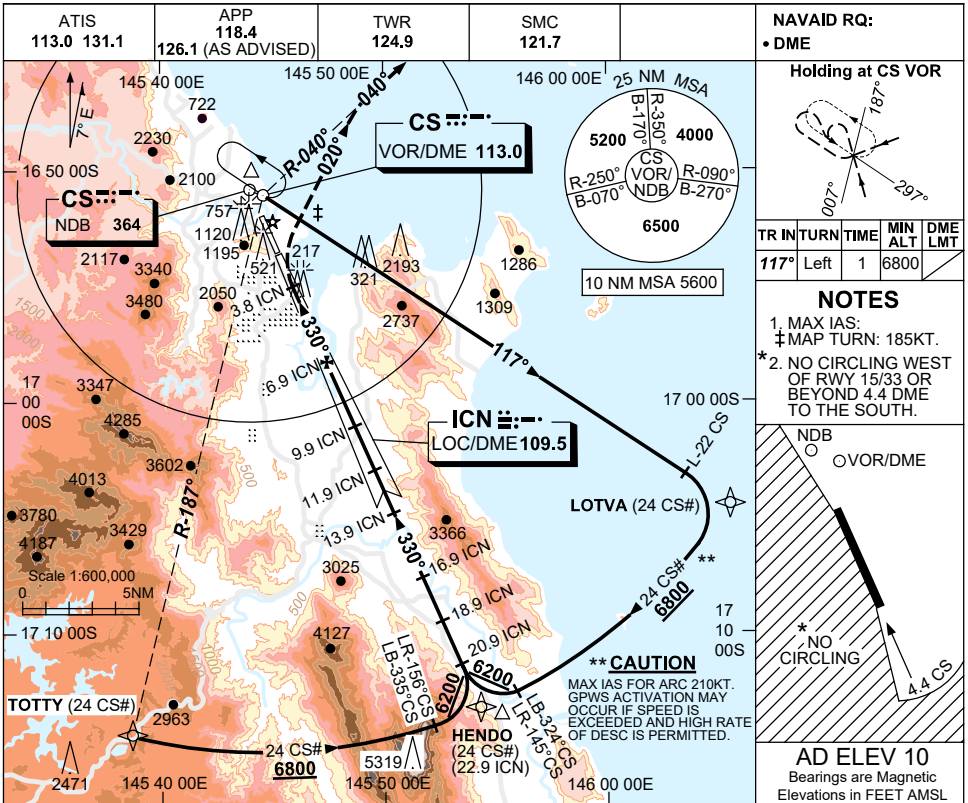 ATIS
113.0 131.1
APP
118.4
126.1 (AS ADVISED)
TWR
124.9
SMC
121.7
NAVAID RQ:
• DME
145 40 00E
145 50 00E
146 00 00E
7° E
722
2230
2100
16 50 00S
CS
VOR/DME 113.0
CS
NDB 364
R-040°
-040°
020°
‡
757
1120
1195
521
217
2117
3340
3480
2050
3.8 ICN
321
2193
2737
1286
1309
25 NM MSA
R-350°
B-170°
5200
4000
CS
VOR/
NDB
R-250°
B-070°
R-090°
B-270°
6500
10 NM MSA 5600
1500
2000
330°
117°
6.9 ICN
17
00
00S
17 00 00S
3347
4285
9.9 ICN
ICN
LOC/DME 109.5
3602
500
4013
11.9 ICN
L-22 CS
LOTVA (24 CS#)
3780
3429
4187
R-187°
13.9 ICN
330°
3366
16.9 ICN
Scale 1:600,000
0
5NM
3025
500
18.9 ICN
24 CS#
6800
**
17 10 00S
17
10
00S
4127
1000
20.9 ICN
LR-156°CS
LB-335°CS
6200
6200
** CAUTION
MAX IAS FOR ARC 210KT.
GPWS ACTIVATION MAY
OCCUR IF SPEED IS
EXCEEDED AND HIGH RATE
OF DESC IS PERMITTED.
LB-324°CS
LR-145°CS
TOTTY (24 CS#)
2963
HENDO
(24 CS#)
(22.9 ICN)
24 CS#
6800
5319
2471
145 40 00E
145 50 00E
146 00 00E
Holding at CS VOR
187°
297°
007°
TR IN TURN TIME MIN ALT DME LMT
117° Left 1 6800
NOTES
1. MAX IAS:
‡ MAP TURN: 185KT.
*2. NO CIRCLING WEST
OF RWY 15/33 OR
BEYOND 4.4 DME
TO THE SOUTH.
NDB
VOR/DME
*NO
CIRCLING
4.4 CS
AD ELEV 10
Bearings are Magnetic
Elevations in FEET AMSL